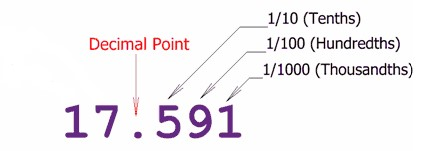 1/10 (Tenths)
Decimal Point
1/100 (Hundredths)
1/1000 (Thousandths)
17.591